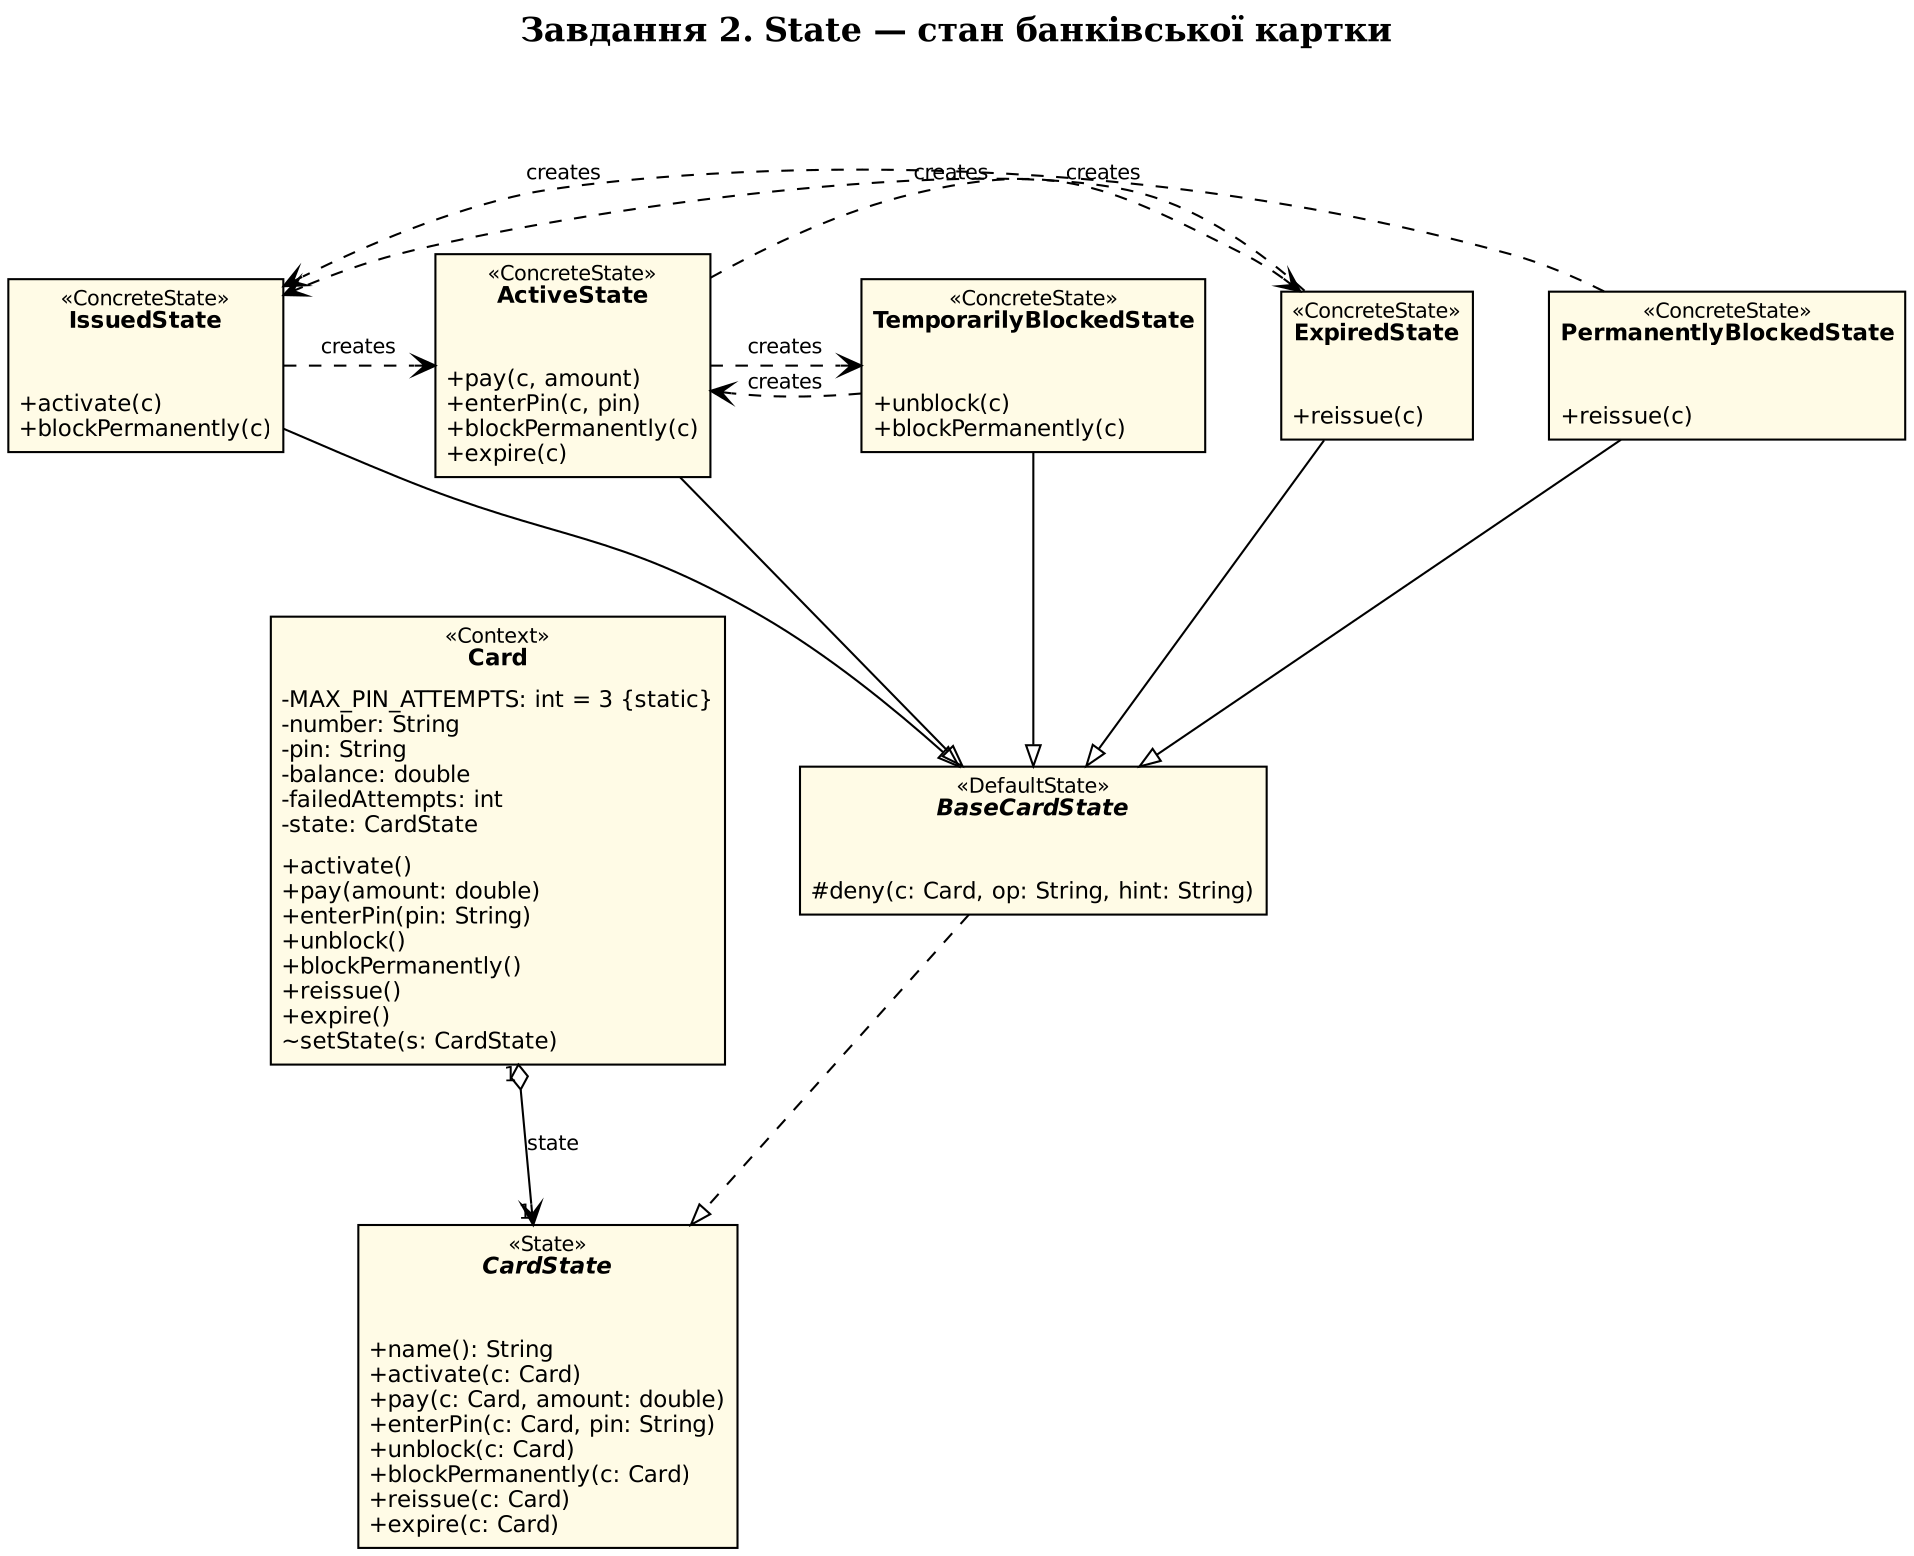 Завдання 2. State — стан банківської картки
creates
creates
creates
«ConcreteState»
IssuedState
+activate(c)
+blockPermanently(c)
creates
«ConcreteState»
ActiveState
+pay(c, amount)
+enterPin(c, pin)
+blockPermanently(c)
+expire(c)
creates
creates
«ConcreteState»
TemporarilyBlockedState
+unblock(c)
+blockPermanently(c)
«ConcreteState»
ExpiredState
+reissue(c)
«ConcreteState»
PermanentlyBlockedState
+reissue(c)
«Context»
Card
-MAX_PIN_ATTEMPTS: int = 3 {static}
-number: String
-pin: String
-balance: double
-failedAttempts: int
-state: CardState
+activate()
+pay(amount: double)
+enterPin(pin: String)
+unblock()
+blockPermanently()
+reissue()
+expire()
~setState(s: CardState)
«DefaultState»
BaseCardState
#deny(c: Card, op: String, hint: String)
1
state
1
«State»
CardState
+name(): String
+activate(c: Card)
+pay(c: Card, amount: double)
+enterPin(c: Card, pin: String)
+unblock(c: Card)
+blockPermanently(c: Card)
+reissue(c: Card)
+expire(c: Card)